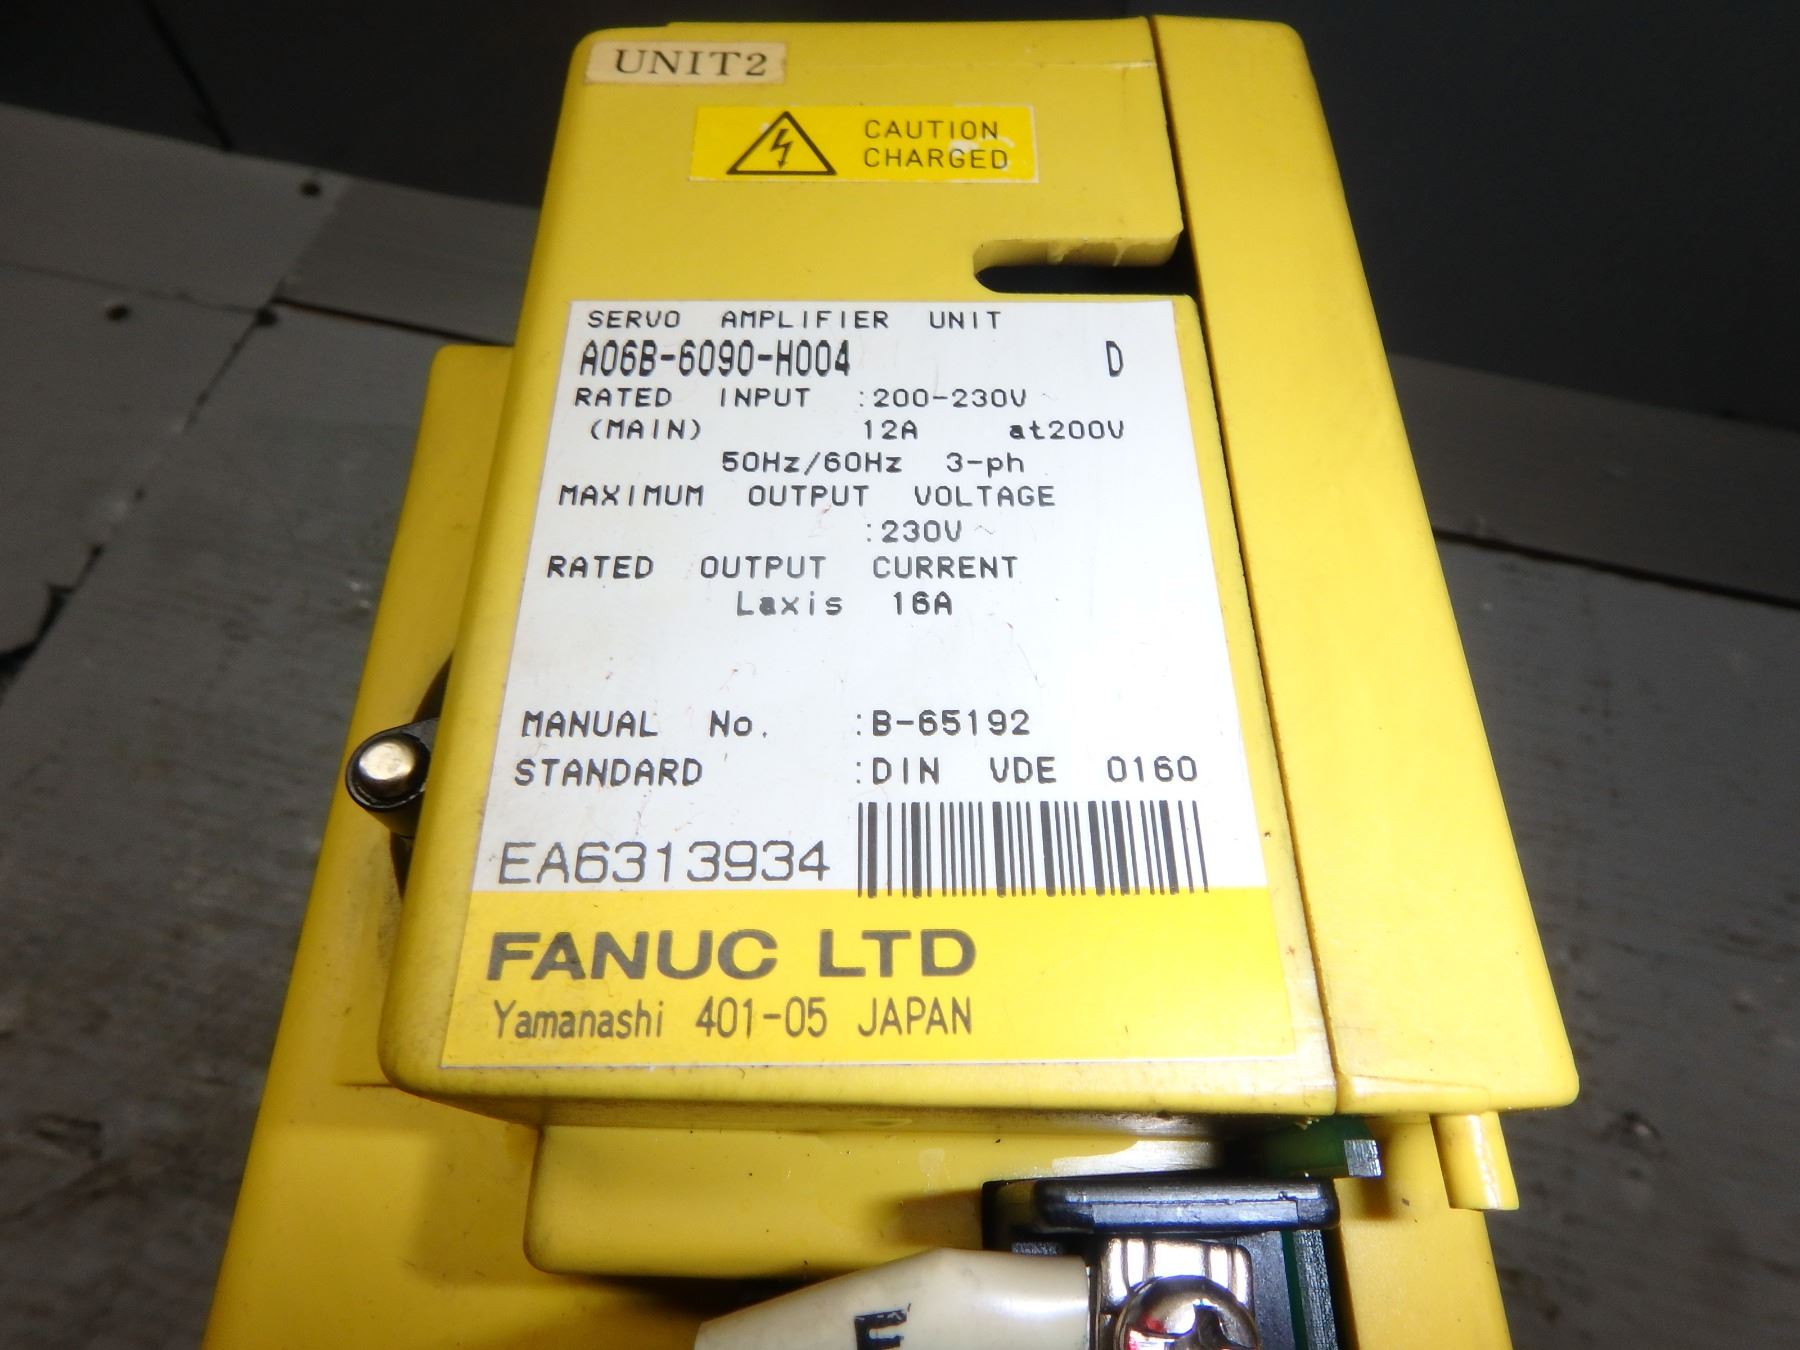 UNIT2
CAUTION
CHARGED
SERVO AMPLIFIER UNIT
A06B-6090-H004 D
RATED INPUT :200-230V ~
(MAIN) 12A at200V
50Hz/60Hz 3-ph
MAXIMUM OUTPUT VOLTAGE
:230V ~
RATED OUTPUT CURRENT
Laxis 16A
MANUAL No. :B-65192
STANDARD :DIN VDE 0160
EA6313934
FANUC LTD
Yamanashi 401-05 JAPAN